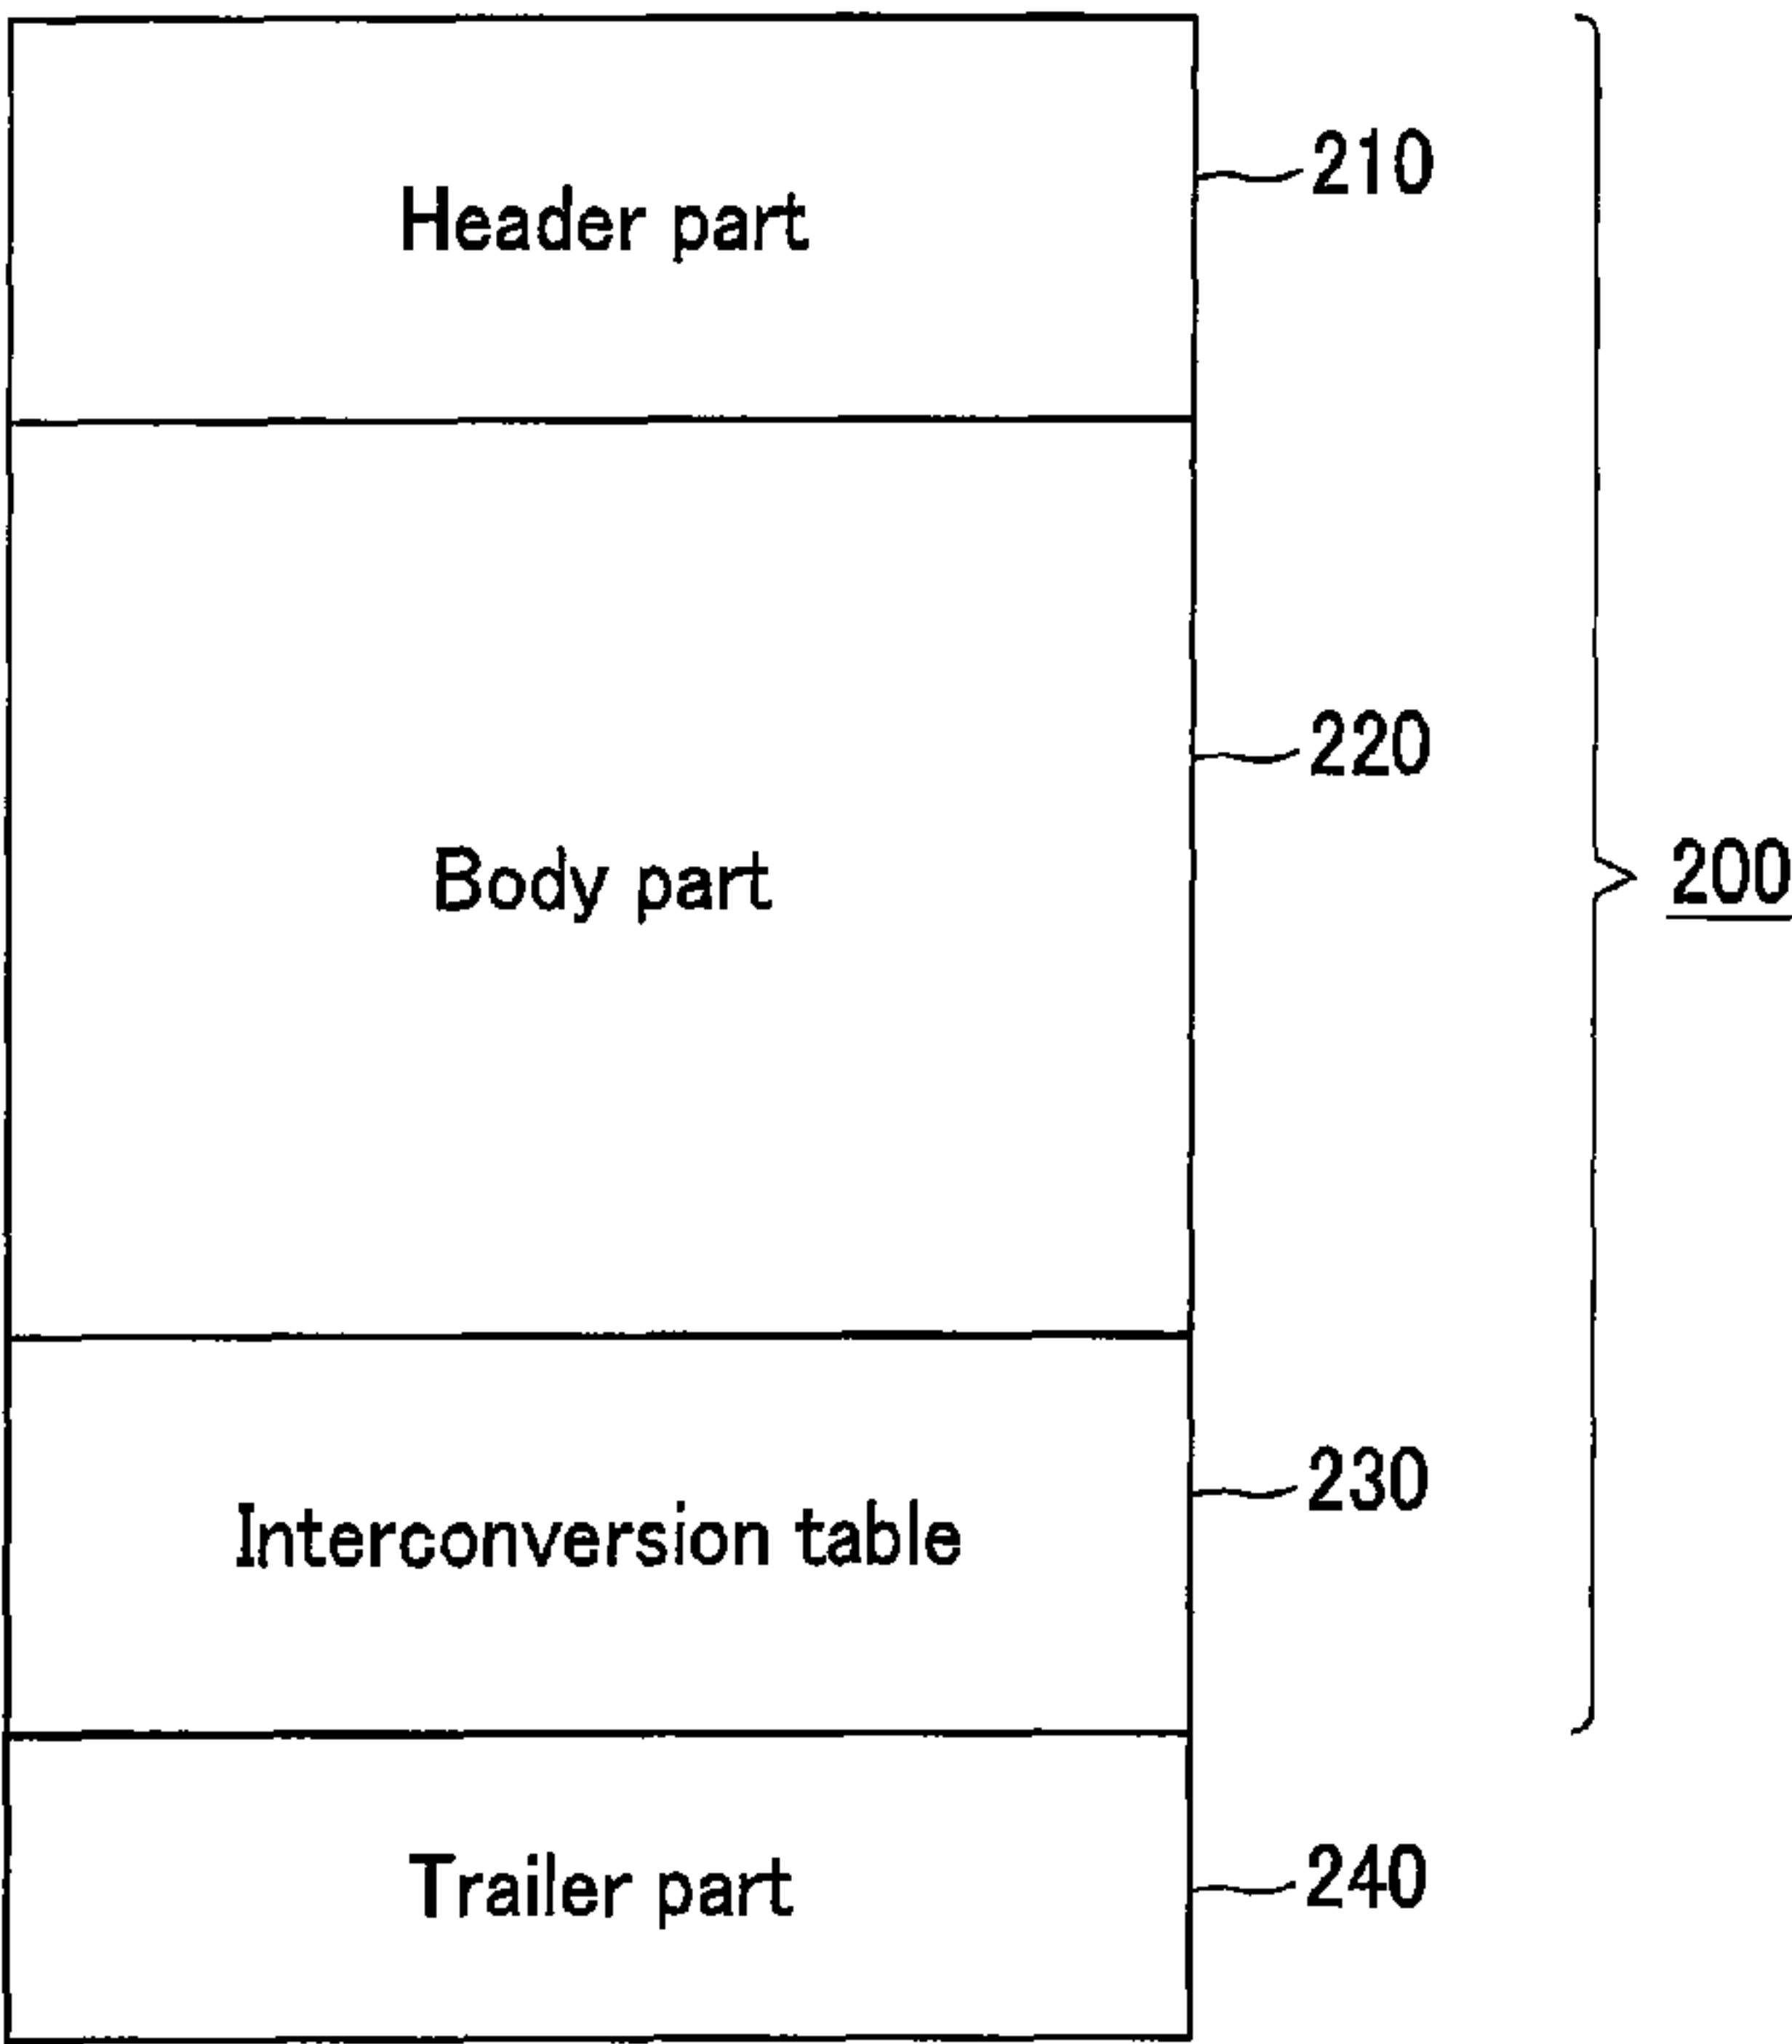 210
Header part
220
Body part
200
230
Interconversion table
240
Trailer part